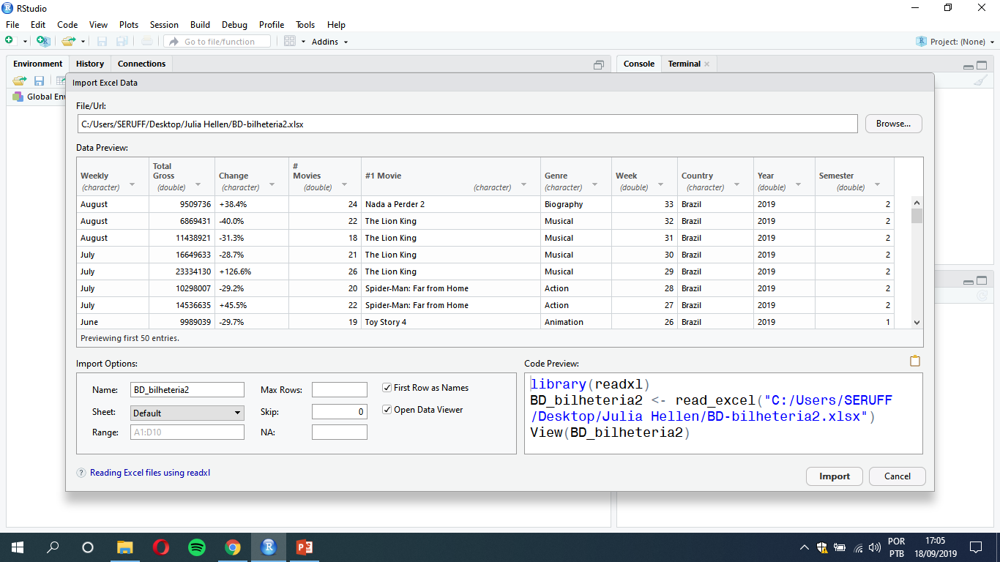 RStudio
File Edit Code View Plots Session Build Debug Profile Tools Help
Go to file/function Addins Project: (None)
Environment History Connections Console Terminal
Import Excel Data
Global Env
File/Url:
C:/Users/SERUFF/Desktop/Julia Hellen/BD-bilheteria2.xlsx Browse...
Data Preview:
Weekly (character) Total Gross (double) Change (character) # Movies (double) #1 Movie (character) Genre (character) Week (double) Country (character) Year (double) Semester (double)
August 9509736 +38.4% 24 Nada a Perder 2 Biography 33 Brazil 2019 2
August 6869431 -40.0% 22 The Lion King Musical 32 Brazil 2019 2
August 11438921 -31.3% 18 The Lion King Musical 31 Brazil 2019 2
July 16649633 -28.7% 21 The Lion King Musical 30 Brazil 2019 2
July 23334130 +126.6% 26 The Lion King Musical 29 Brazil 2019 2
July 10298007 -29.2% 20 Spider-Man: Far from Home Action 28 Brazil 2019 2
July 14536635 +45.5% 22 Spider-Man: Far from Home Action 27 Brazil 2019 2
June 9989039 -29.7% 19 Toy Story 4 Animation 26 Brazil 2019 1
Previewing first 50 entries.
Import Options:
Name: BD_bilheteria2 Max Rows: First Row as Names
Sheet: Default Skip: 0 Open Data Viewer
Range: A1:D10 NA:
Code Preview:
library(readxl)
BD_bilheteria2 <- read_excel("C:/Users/SERUFF
/Desktop/Julia Hellen/BD-bilheteria2.xlsx")
View(BD_bilheteria2)
? Reading Excel files using readxl Import Cancel
POR 17:05
PTB 18/09/2019